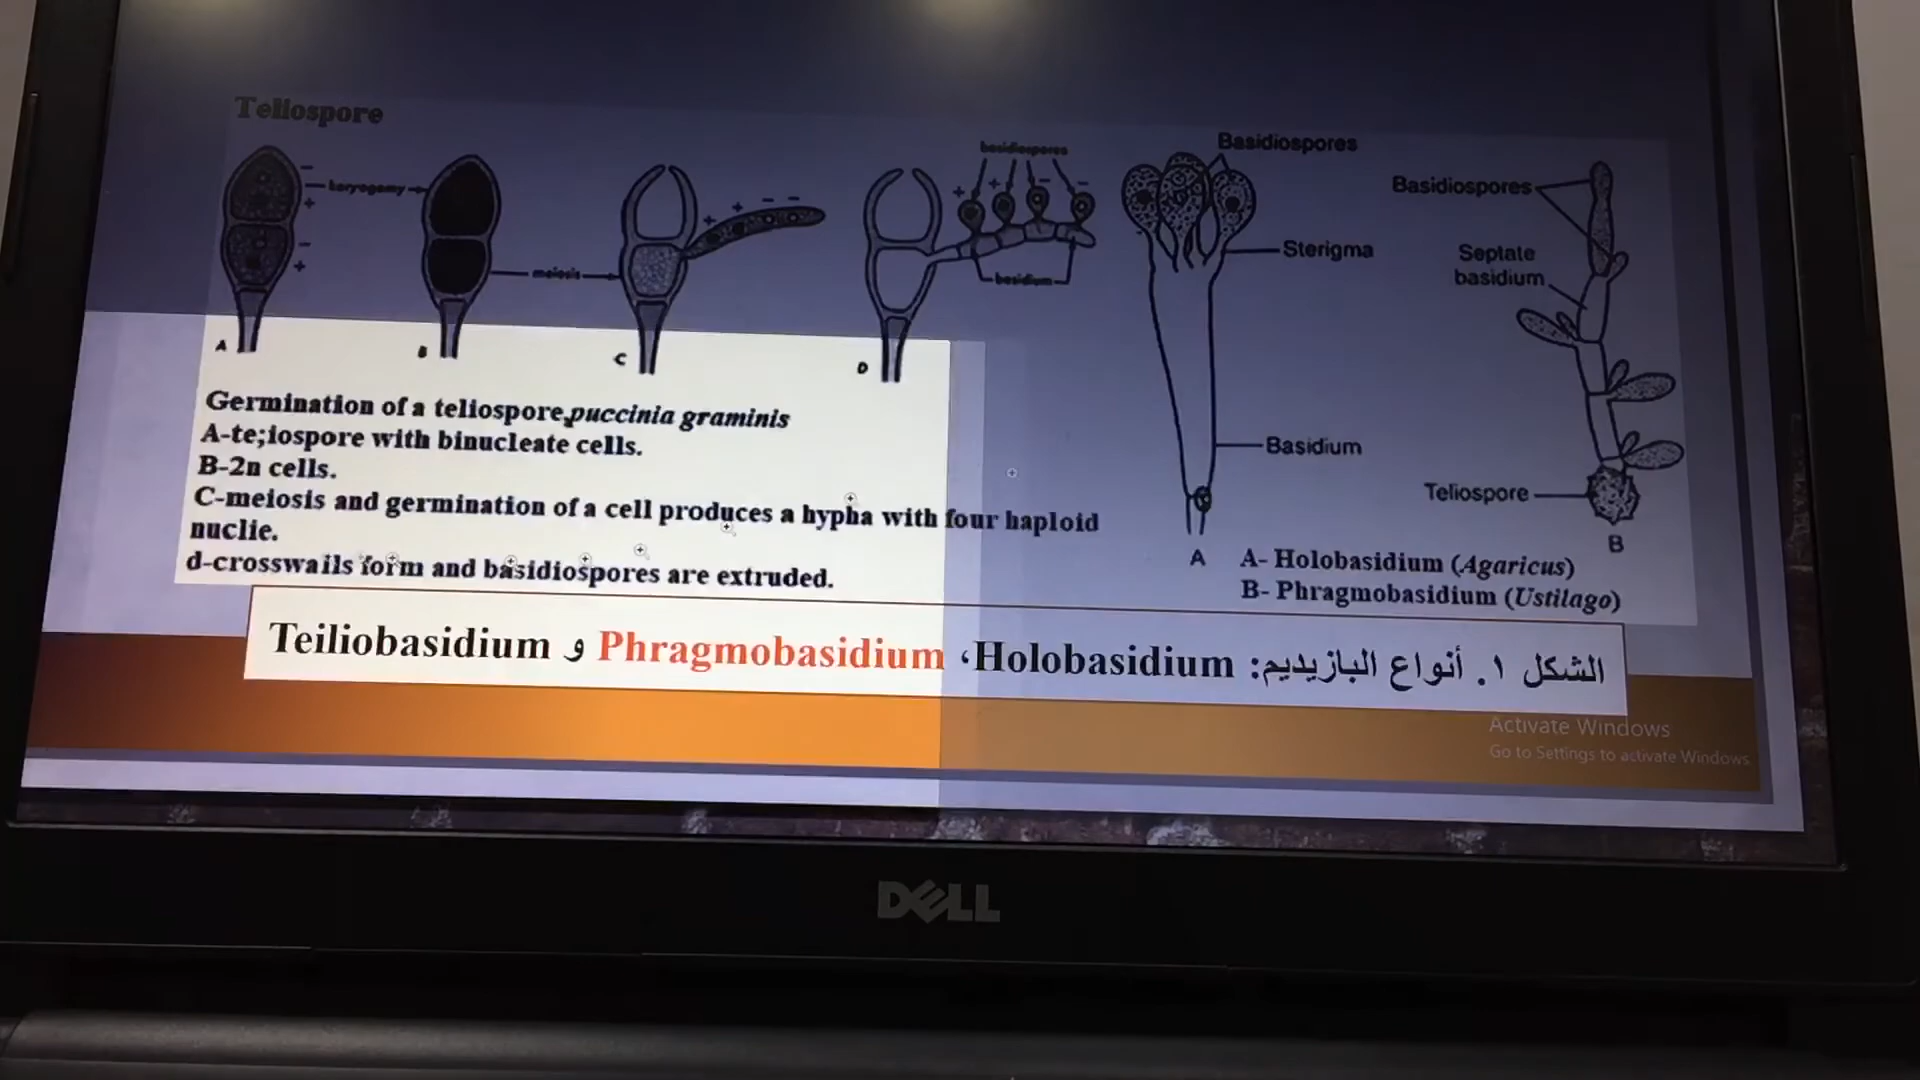 Teliospore
karyogamy
meiosis
basidiospores
basidium
A
B
C
D
Germination of a teliospore,puccinia graminis
A-te;iospore with binucleate cells.
B-2n cells.
C-meiosis and germination of a cell produces a hypha with four haploid
nuclie.
d-crosswails form and basidiospores are extruded.
Basidiospores
Sterigma
Basidium
A
Basidiospores
Septate
basidium
Teliospore
B
A- Holobasidium (Agaricus)
B- Phragmobasidium (Ustilago)
الشكل ١. أنواع البازيديم: Holobasidium، Phragmobasidium و Teiliobasidium
Activate Windows
Go to Settings to activate Windows
DELL